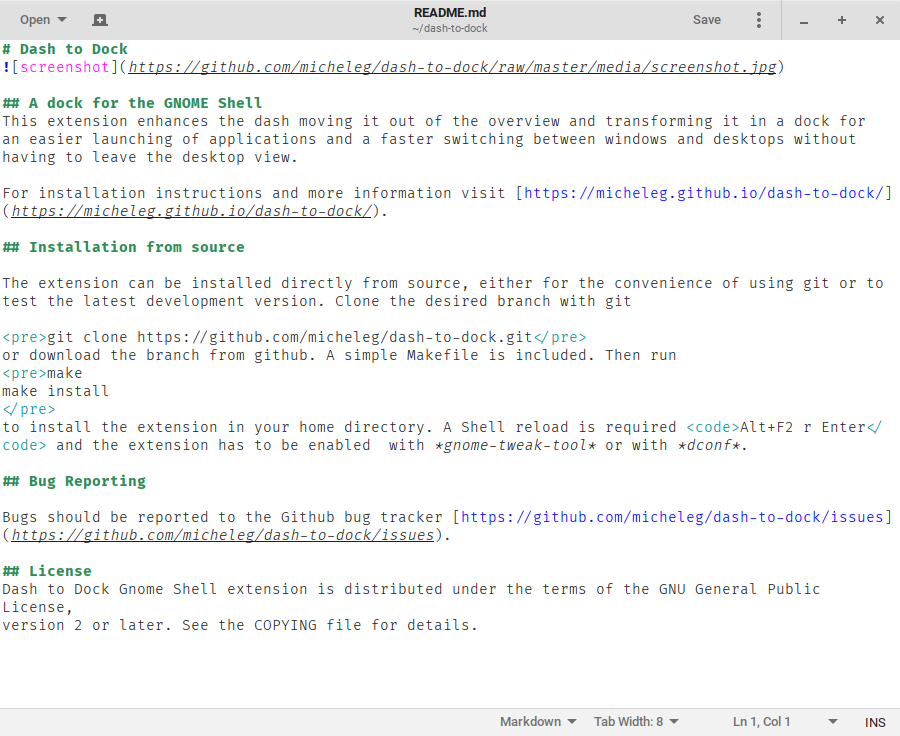 Open
README.md
~/dash-to-dock
Save
# Dash to Dock
![screenshot](https://github.com/micheleg/dash-to-dock/raw/master/media/screenshot.jpg)
## A dock for the GNOME Shell
This extension enhances the dash moving it out of the overview and transforming it in a dock for
an easier launching of applications and a faster switching between windows and desktops without
having to leave the desktop view.
For installation instructions and more information visit [https://micheleg.github.io/dash-to-dock/]
(https://micheleg.github.io/dash-to-dock/).
## Installation from source
The extension can be installed directly from source, either for the convenience of using git or to
test the latest development version. Clone the desired branch with git
<pre>git clone https://github.com/micheleg/dash-to-dock.git</pre>
or download the branch from github. A simple Makefile is included. Then run
<pre>make
make install
</pre>
to install the extension in your home directory. A Shell reload is required <code>Alt+F2 r Enter</
code> and the extension has to be enabled  with *gnome-tweak-tool* or with *dconf*.
## Bug Reporting
Bugs should be reported to the Github bug tracker [https://github.com/micheleg/dash-to-dock/issues]
(https://github.com/micheleg/dash-to-dock/issues).
## License
Dash to Dock Gnome Shell extension is distributed under the terms of the GNU General Public
License,
version 2 or later. See the COPYING file for details.
Markdown
Tab Width: 8
Ln 1, Col 1
INS